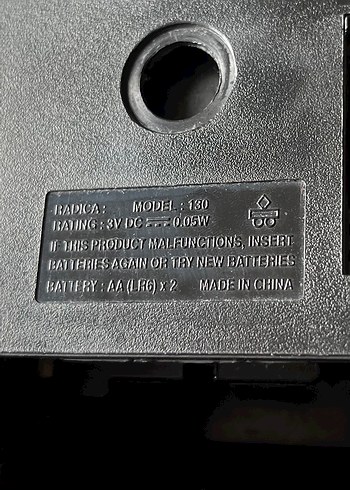 RADICA : MODEL : 130
RATING : 3V DC ⎓ 0.05W
IF THIS PRODUCT MALFUNCTIONS, INSERT
BATTERIES AGAIN OR TRY NEW BATTERIES
BATTERY : AA (LR6) x 2 MADE IN CHINA